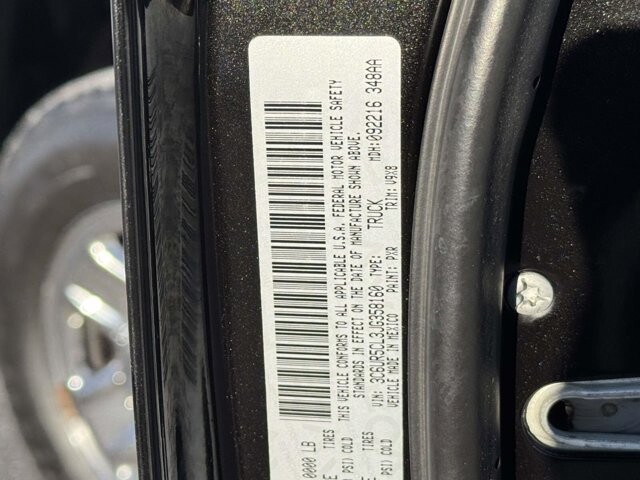 MDH:092216 348AA
THIS VEHICLE CONFORMS TO ALL APPLICABLE U.S.A. FEDERAL MOTOR VEHICLE SAFETY
STANDARDS IN EFFECT ON THE DATE OF MANUFACTURE SHOWN ABOVE.
VIN: 3C6UR5CL3JG358160 TYPE: TRUCK
VEHICLE MADE IN MEXICO PAINT: PXR TRIM: V9X8
0000 LB
TIRES
PSI) COLD
TIRES
PSI) COLD